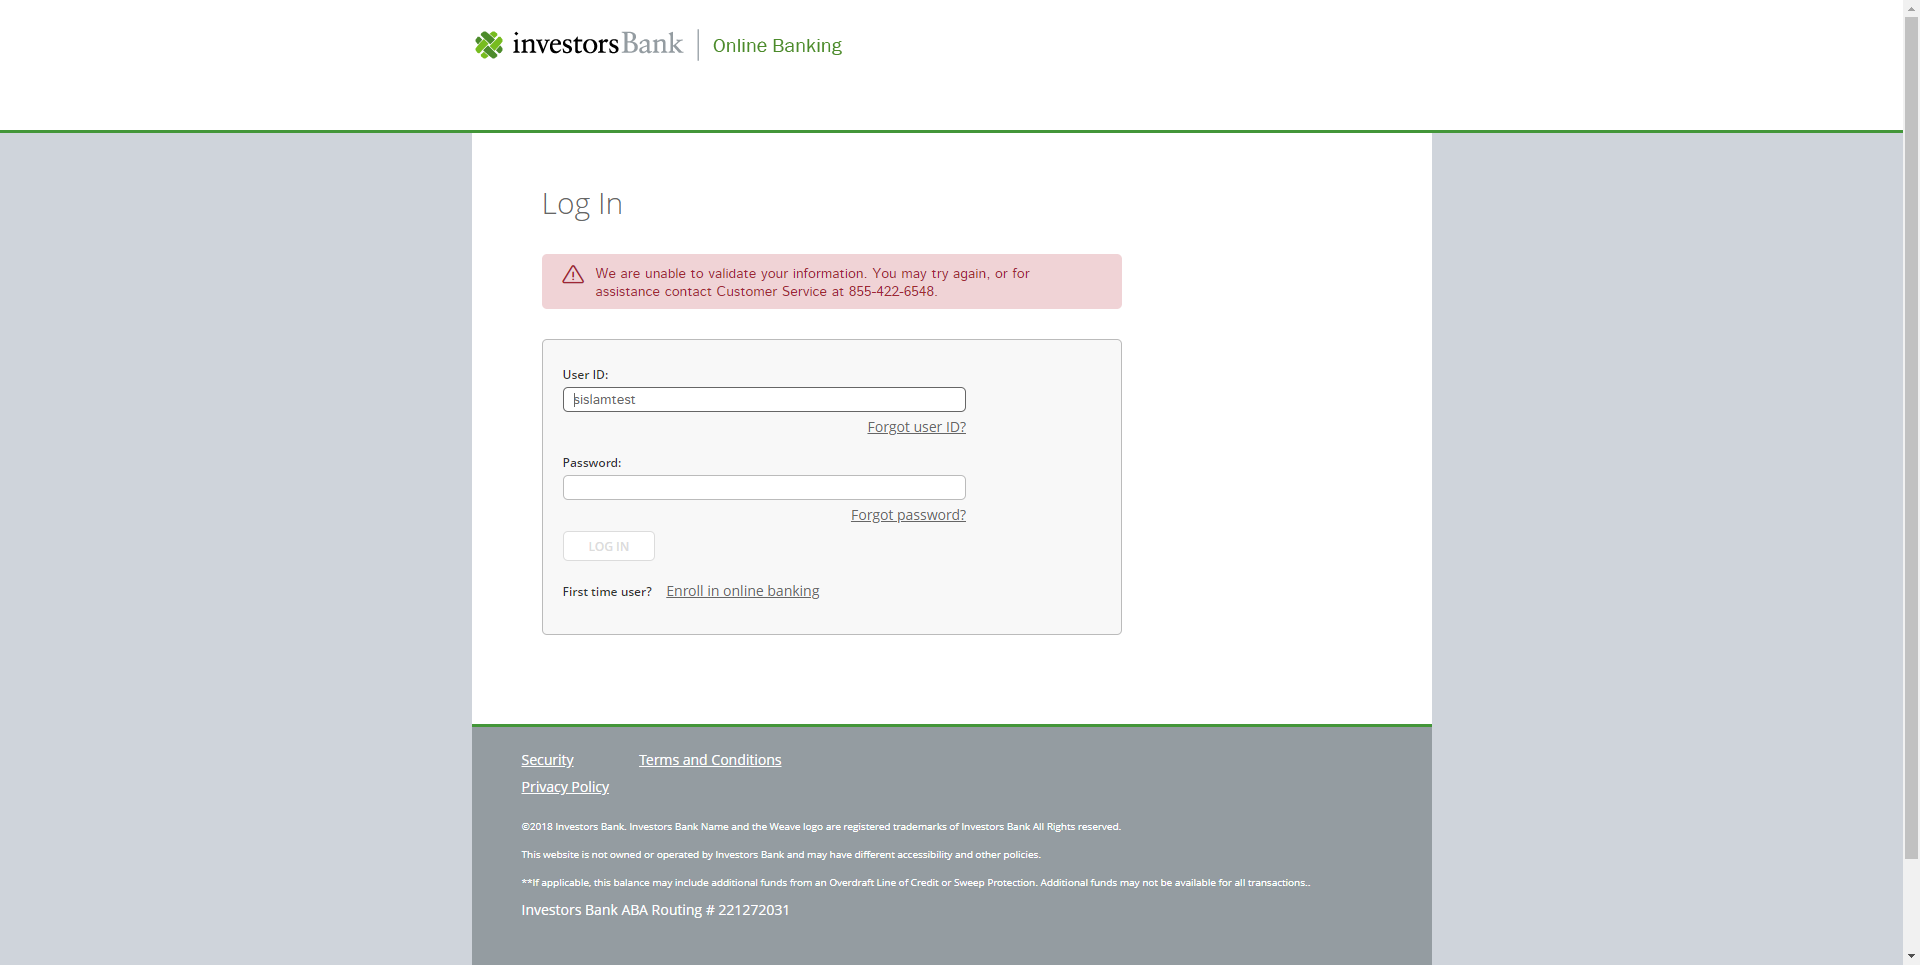 investorsBank Online Banking
Log In
We are unable to validate your information. You may try again, or for
assistance contact Customer Service at 855-422-6548.
User ID:
sislamtest
Forgot user ID?
Password:
Forgot password?
LOG IN
First time user? Enroll in online banking
Security Terms and Conditions
Privacy Policy
©2018 Investors Bank. Investors Bank Name and the Weave logo are registered trademarks of Investors Bank All Rights reserved.
This website is not owned or operated by Investors Bank and may have different accessibility and other policies.
**If applicable, this balance may include additional funds from an Overdraft Line of Credit or Sweep Protection. Additional funds may not be available for all transactions..
Investors Bank ABA Routing # 221272031